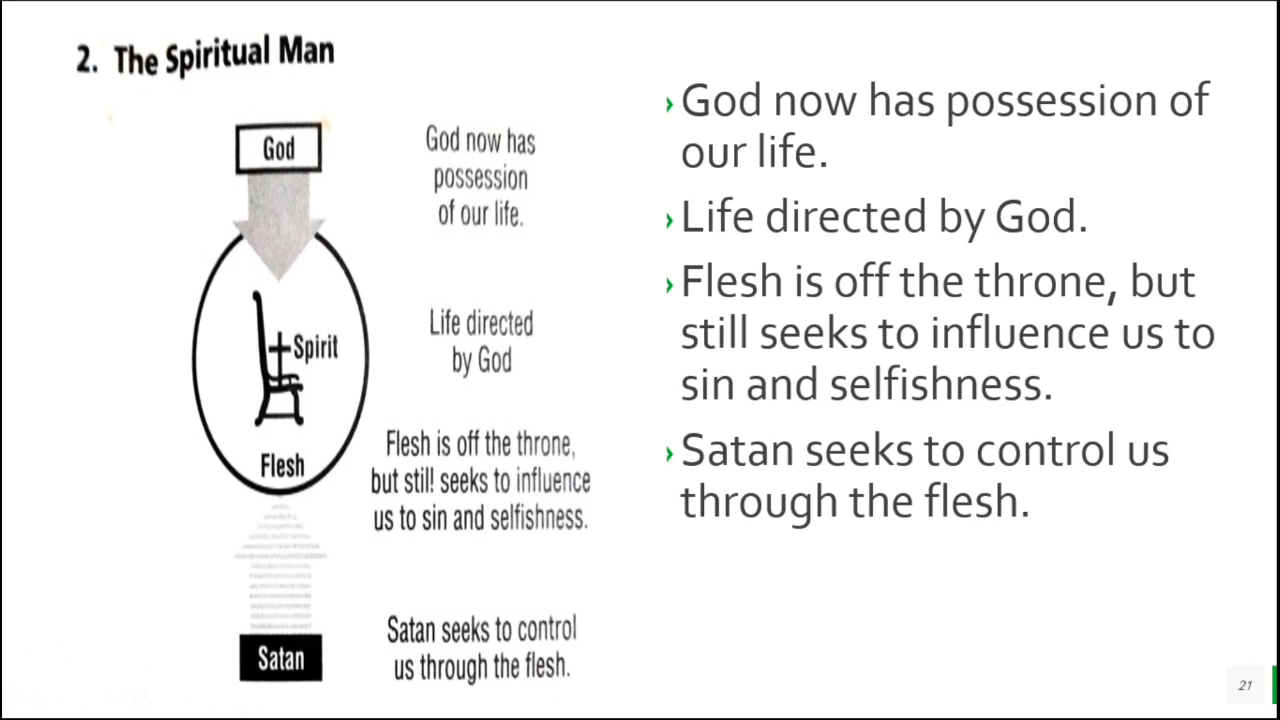 2. The Spiritual Man
God
God now has
possession
of our life.
Spirit
Life directed
by God
Flesh
Flesh is off the throne,
but still seeks to influence
us to sin and selfishness.
Satan
Satan seeks to control
us through the flesh.
› God now has possession of
our life.
› Life directed by God.
› Flesh is off the throne, but
still seeks to influence us to
sin and selfishness.
› Satan seeks to control us
through the flesh.
21